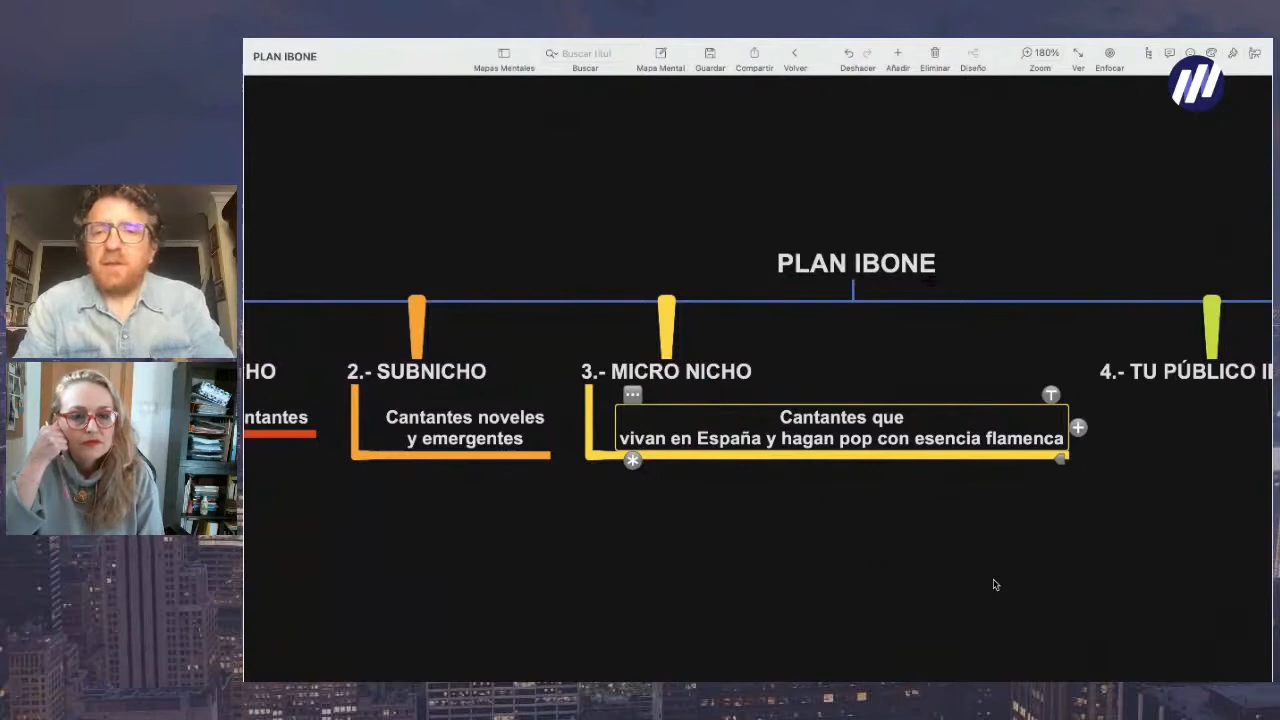 PLAN IBONE
Mapas Mentales
Buscar
Mapa Mental
Guardar
Compartir
Volver
Deshacer
Añadir
Eliminar
Diseño
180%
Zoom
Ver
Enfocar
PLAN IBONE
HO
2.- SUBNICHO
3.- MICRO NICHO
4.- TU PÚBLICO I
ntantes
Cantantes noveles
y emergentes
Cantantes que
vivan en España y hagan pop con esencia flamenca
T